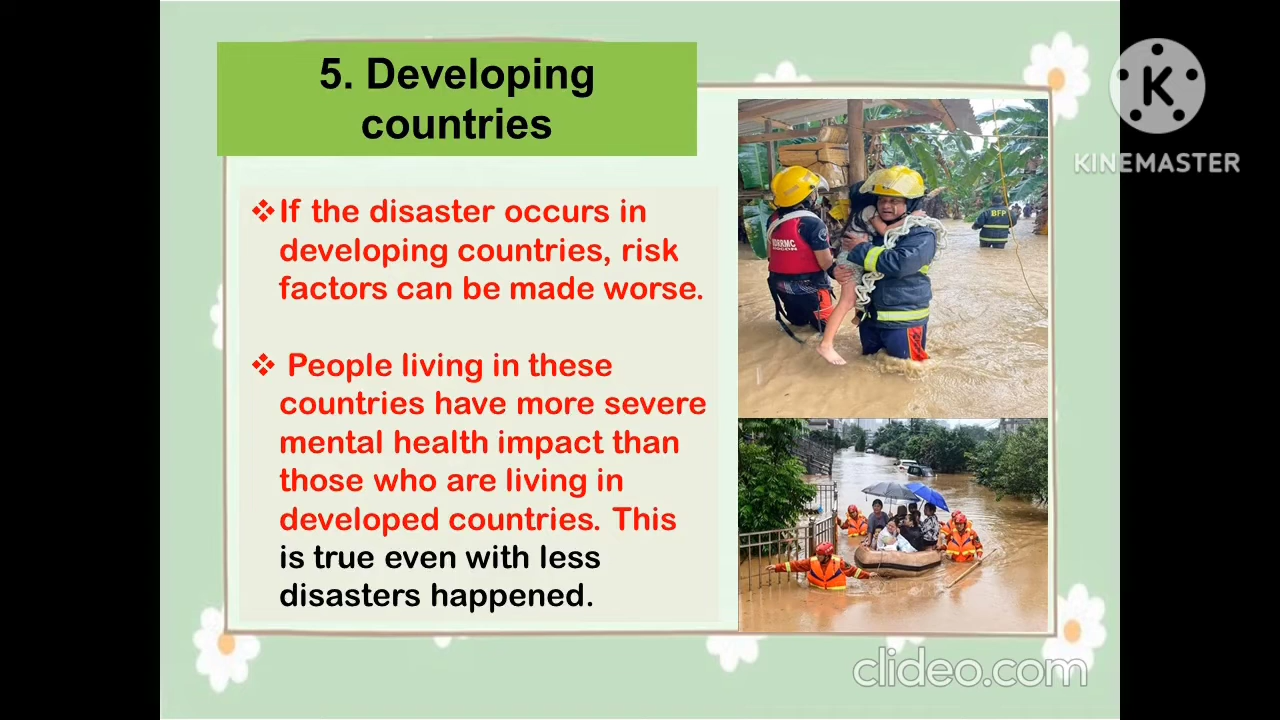 5. Developing
countries
❖If the disaster occurs in
developing countries, risk
factors can be made worse.
❖ People living in these
countries have more severe
mental health impact than
those who are living in
developed countries. This
is true even with less
disasters happened.
BFP
K
KINEMASTER
clideo.com